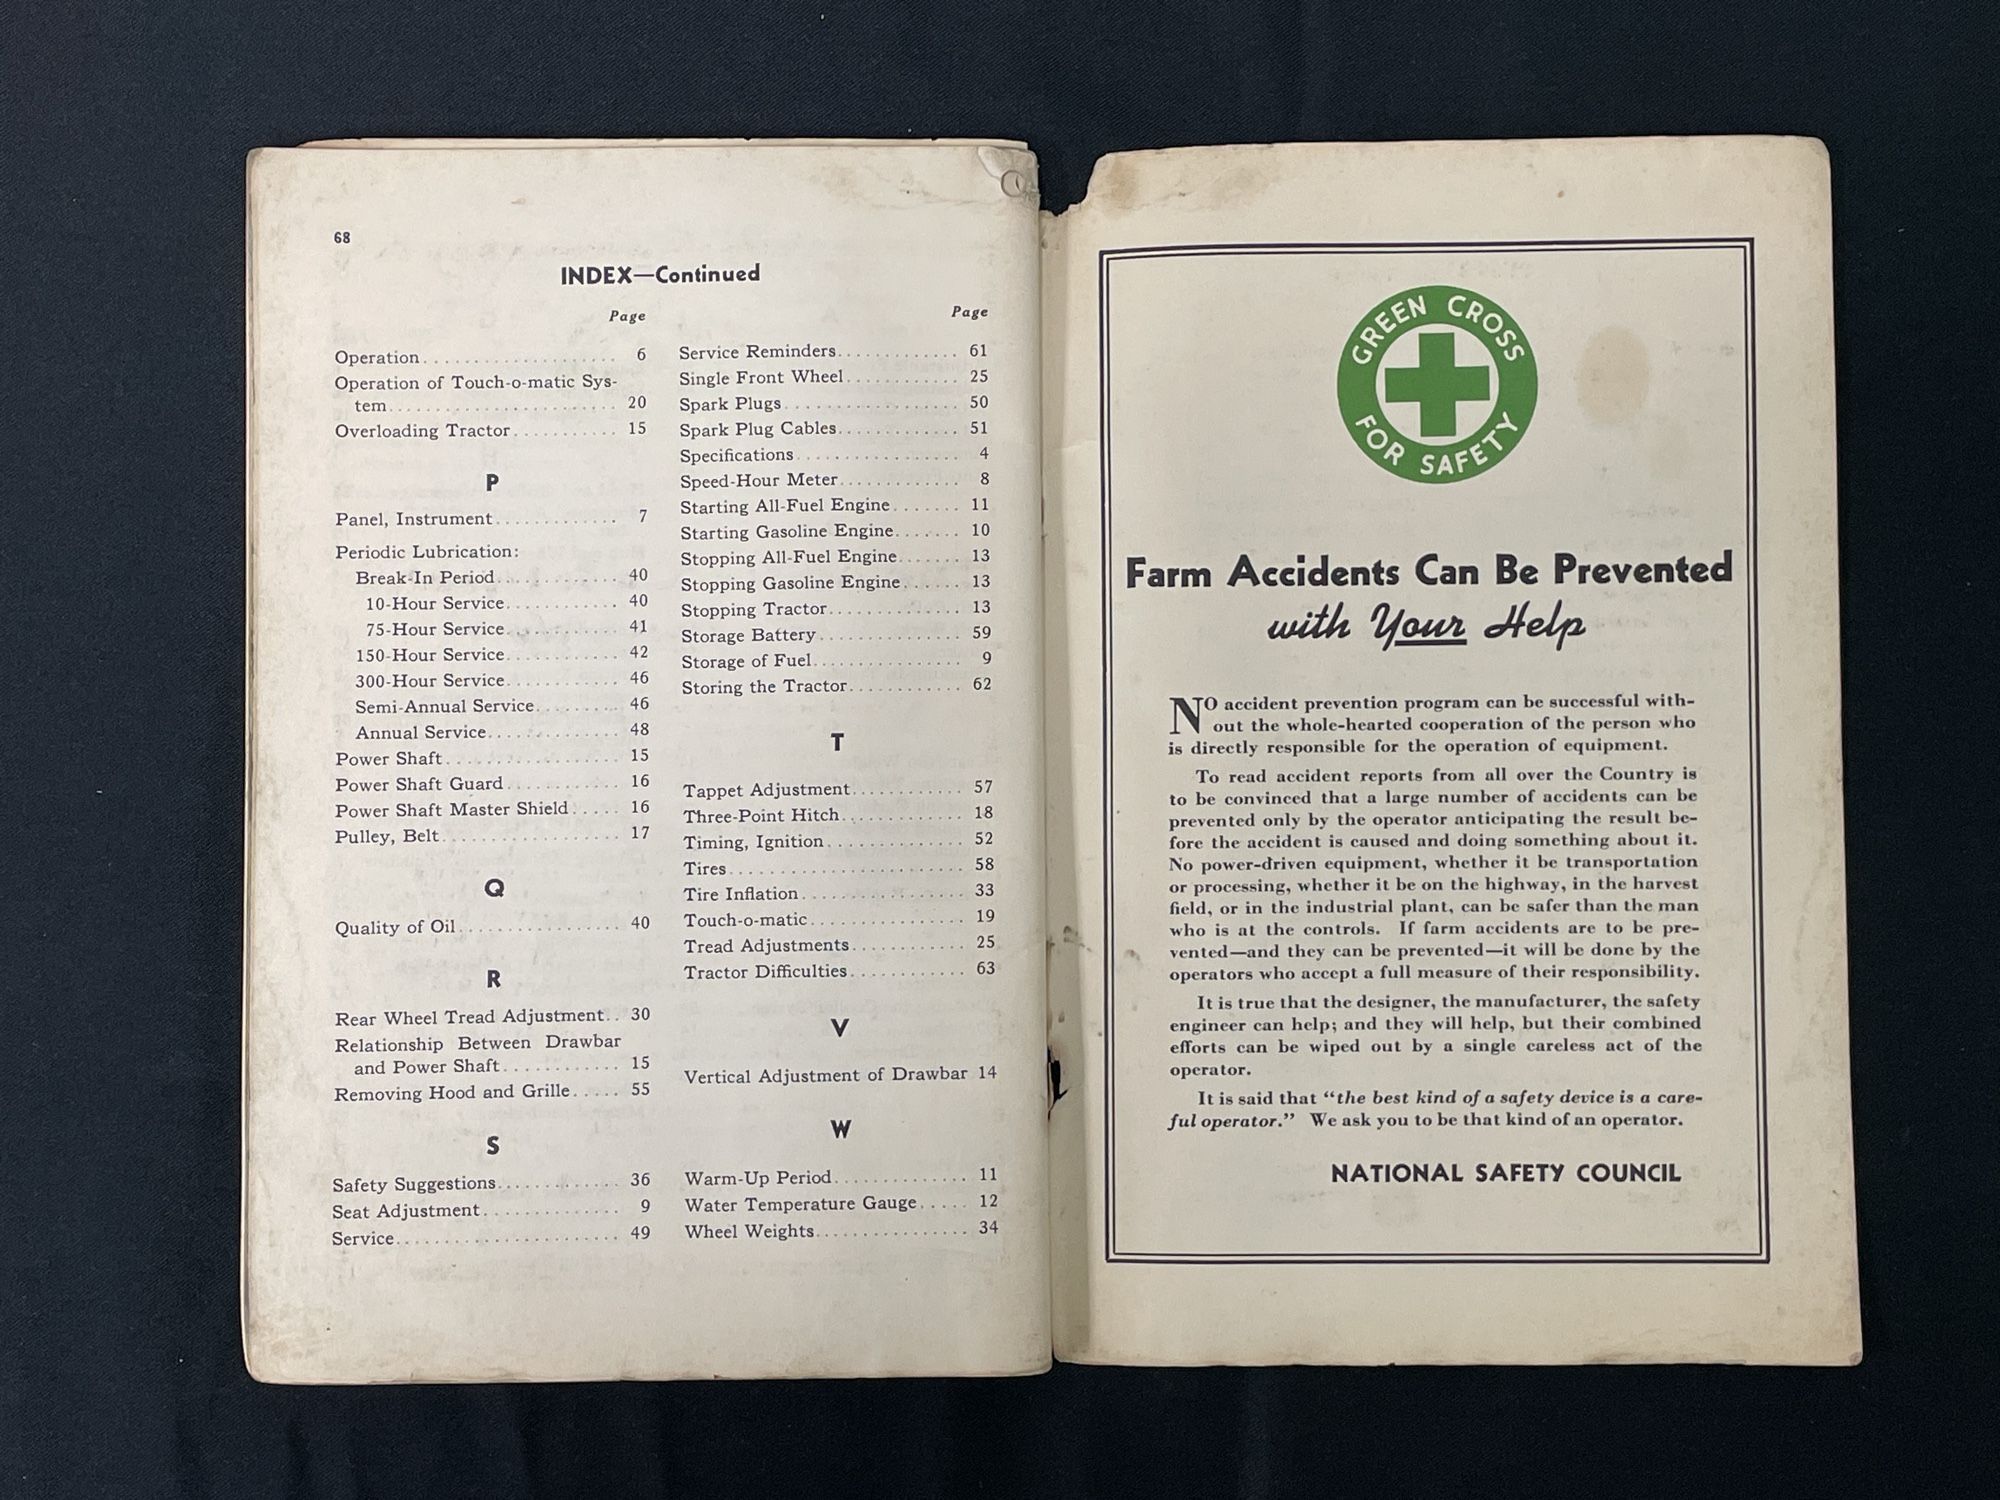 68
INDEX—Continued
Page
Operation.................... 6
Operation of Touch-o-matic Sys-
tem........................ 20
Overloading Tractor........... 15
P
Panel, Instrument............. 7
Periodic Lubrication:
Break-In Period............. 40
10-Hour Service............ 40
75-Hour Service............ 41
150-Hour Service............ 42
300-Hour Service............ 46
Semi-Annual Service......... 46
Annual Service.............. 48
Power Shaft................... 15
Power Shaft Guard............ 16
Power Shaft Master Shield..... 16
Pulley, Belt................... 17
Q
Quality of Oil................. 40
R
Rear Wheel Tread Adjustment.. 30
Relationship Between Drawbar
and Power Shaft............ 15
Removing Hood and Grille..... 55
S
Safety Suggestions............. 36
Seat Adjustment.............. 9
Service....................... 49
Page
Service Reminders............. 61
Single Front Wheel............ 25
Spark Plugs................... 50
Spark Plug Cables............. 51
Specifications................. 4
Speed-Hour Meter............. 8
Starting All-Fuel Engine....... 11
Starting Gasoline Engine....... 10
Stopping All-Fuel Engine....... 13
Stopping Gasoline Engine...... 13
Stopping Tractor.............. 13
Storage Battery............... 59
Storage of Fuel................ 9
Storing the Tractor............ 62
T
Tappet Adjustment............ 57
Three-Point Hitch............. 18
Timing, Ignition............... 52
Tires......................... 58
Tire Inflation................. 33
Touch-o-matic................. 19
Tread Adjustments............ 25
Tractor Difficulties............ 63
V
Vertical Adjustment of Drawbar 14
W
Warm-Up Period.............. 11
Water Temperature Gauge..... 12
Wheel Weights................ 34
GREEN CROSS
FOR SAFETY
Farm Accidents Can Be Prevented
with Your Help
NO accident prevention program can be successful with-
out the whole-hearted cooperation of the person who
is directly responsible for the operation of equipment.
To read accident reports from all over the Country is
to be convinced that a large number of accidents can be
prevented only by the operator anticipating the result be-
fore the accident is caused and doing something about it.
No power-driven equipment, whether it be transportation
or processing, whether it be on the highway, in the harvest
field, or in the industrial plant, can be safer than the man
who is at the controls. If farm accidents are to be pre-
vented—and they can be prevented—it will be done by the
operators who accept a full measure of their responsibility.
It is true that the designer, the manufacturer, the safety
engineer can help; and they will help, but their combined
efforts can be wiped out by a single careless act of the
operator.
It is said that "the best kind of a safety device is a care-
ful operator." We ask you to be that kind of an operator.
NATIONAL SAFETY COUNCIL